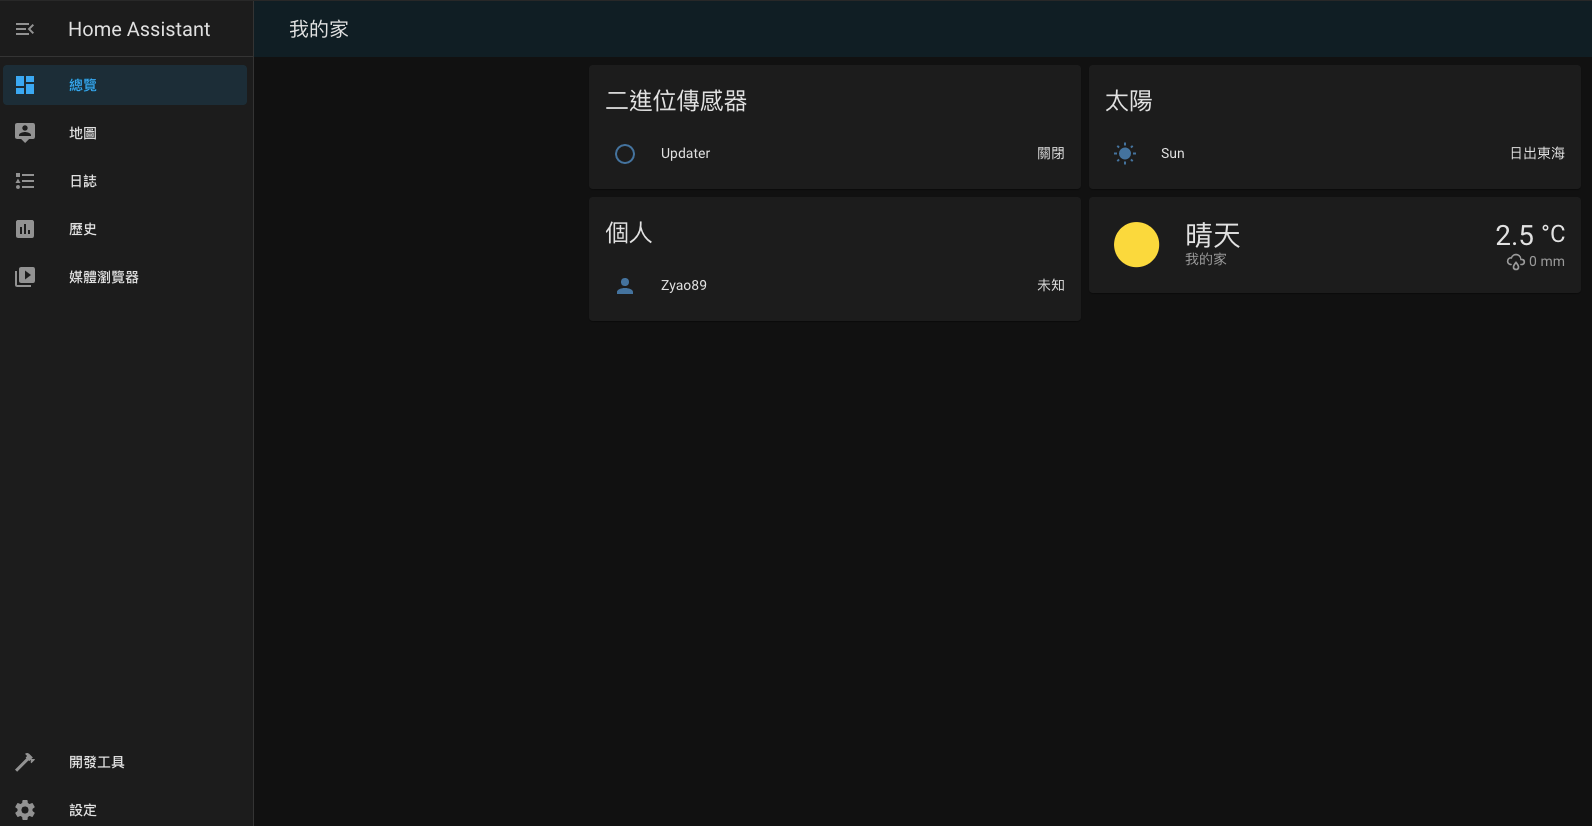 Home Assistant
我的家
總覽
地圖
日誌
歷史
媒體瀏覽器
開發工具
設定
二進位傳感器
Updater 關閉
太陽
Sun 日出東海
個人
Zyao89 未知
晴天 2.5 °C
我的家 0 mm